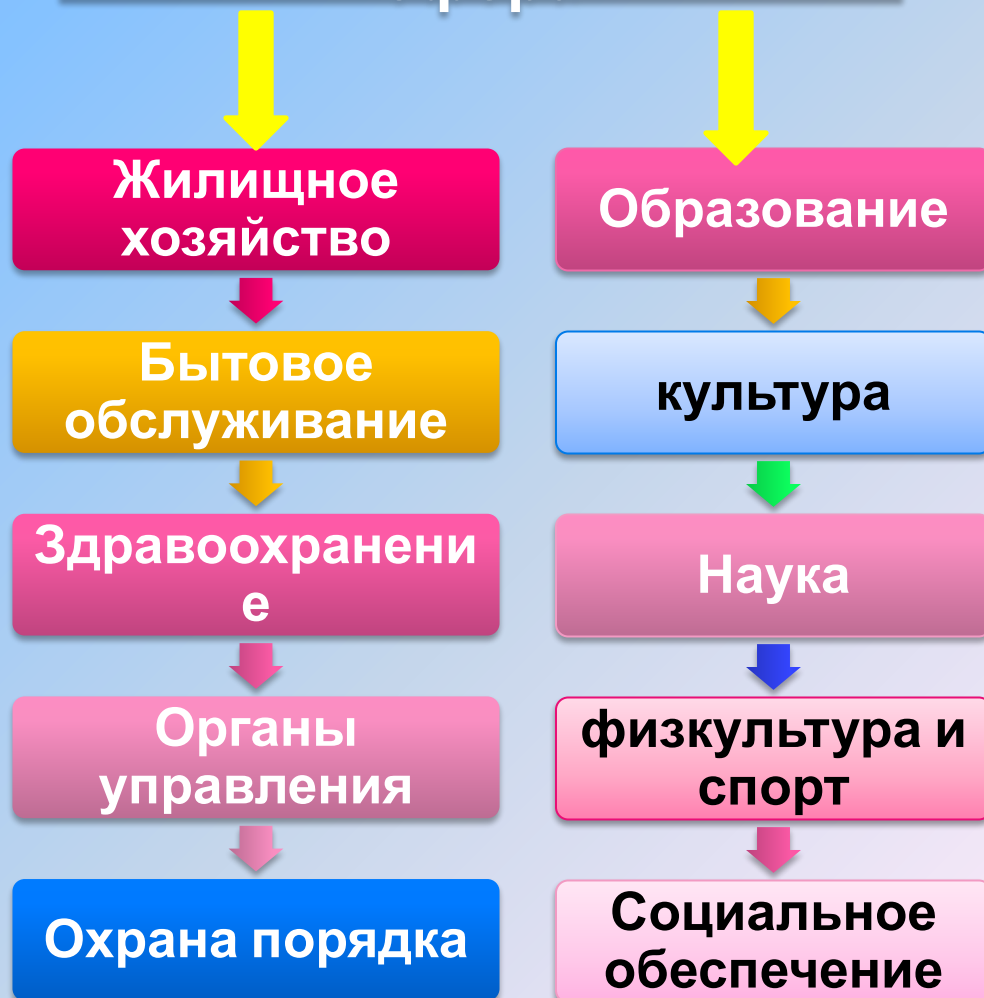 Жилищное
хозяйство
Бытовое
обслуживание
Здравоохранени
е
Органы
управления
Охрана порядка
Образование
культура
Наука
физкультура и
спорт
Социальное
обеспечение